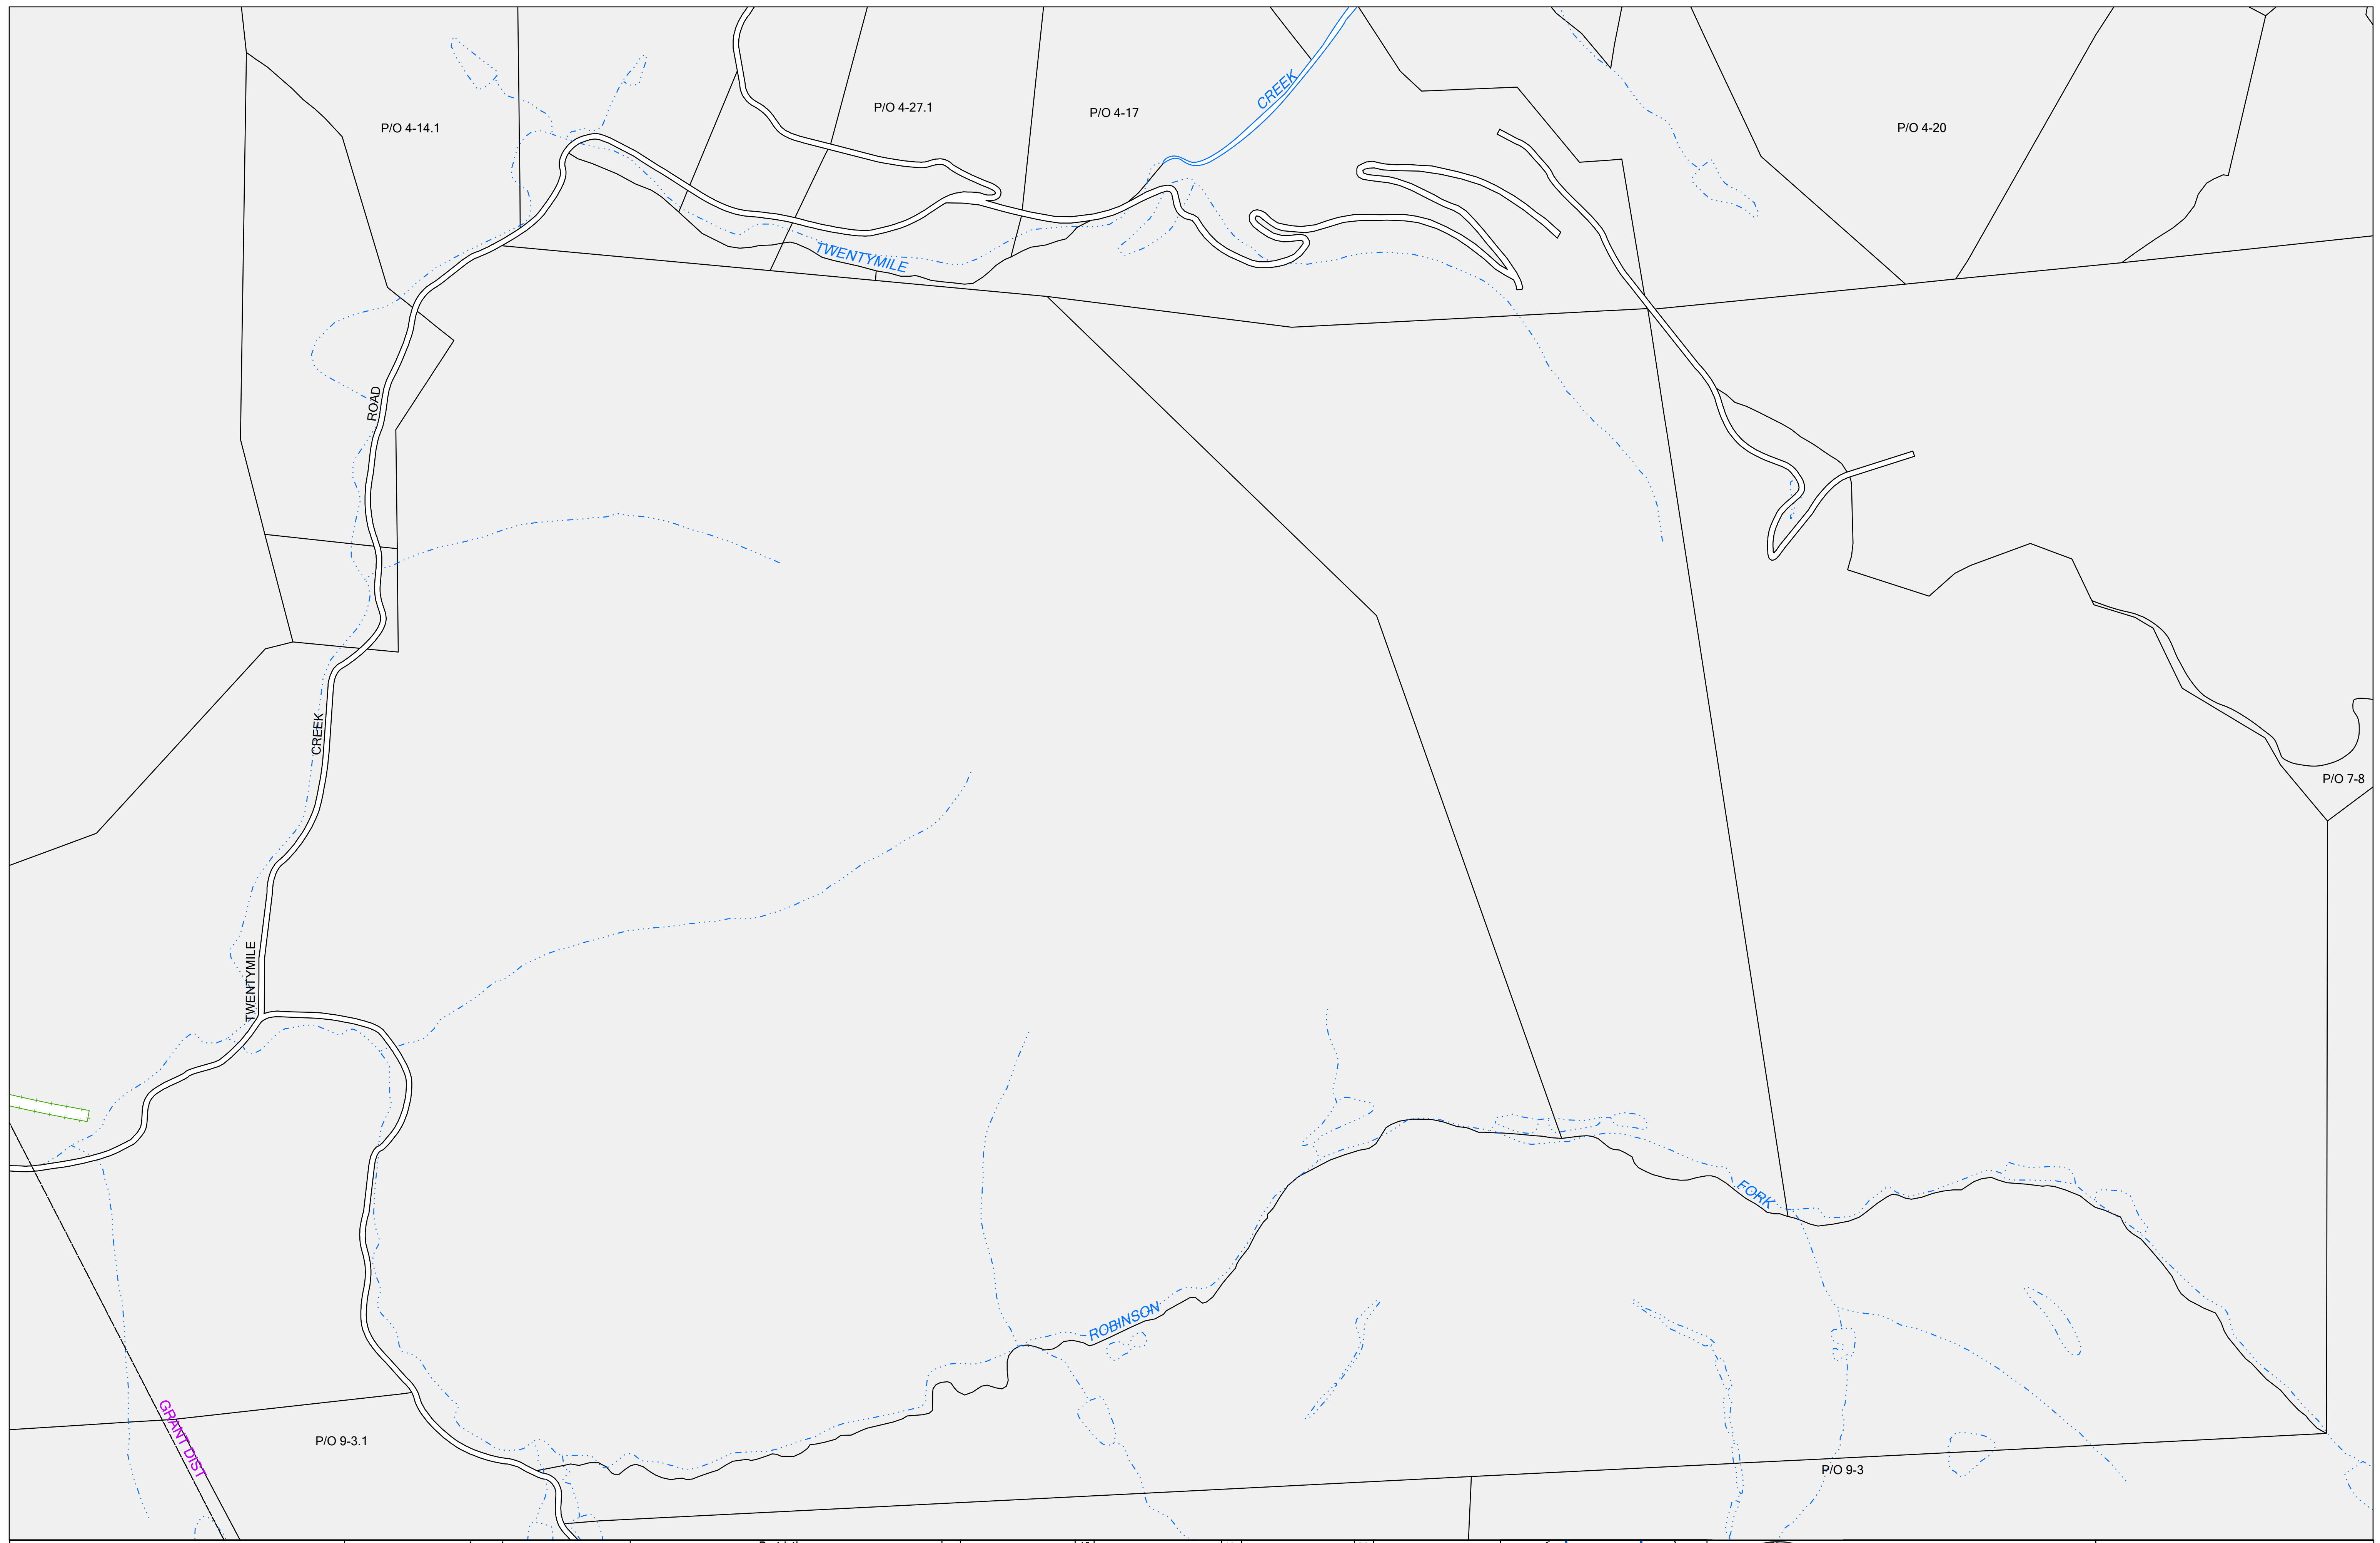 CREEK
P/O 4-27.1
P/O 4-17
P/O 4-14.1
P/O 4-20
TWENTYMILE
ROAD
CREEK
P/O 7-8
TWENTYMILE
FORK
ROBINSON
GRANT DIST
P/O 9-3.1
P/O 9-3